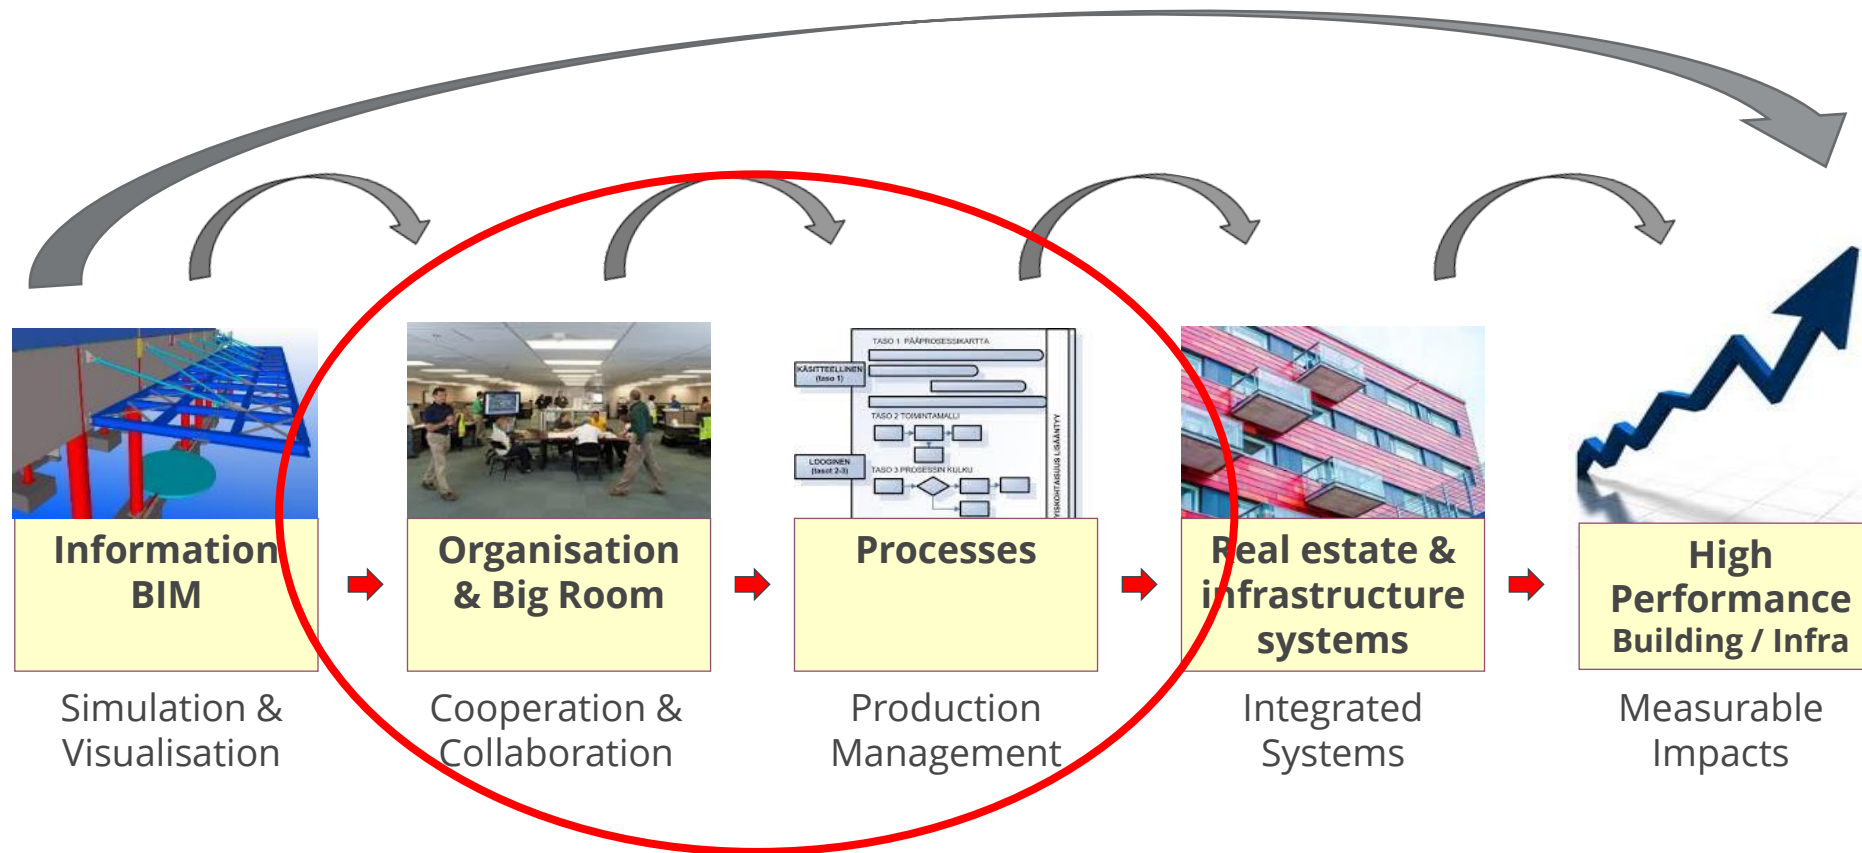 TASO 1 PÄÄPROSESSIKARTTA
KÄSITTEELLINEN
(taso 1)
TASO 2 TOIMINTAMALLI
LOOGINEN
(tasot 2-3)
TASO 3 PROSESSIN KULKU
LISÄÄNTYY
Information
BIM
Organisation
& Big Room
Processes
Real estate &
infrastructure
systems
High
Performance
Building / Infra
Simulation &
Visualisation
Cooperation &
Collaboration
Production
Management
Integrated
Systems
Measurable
Impacts